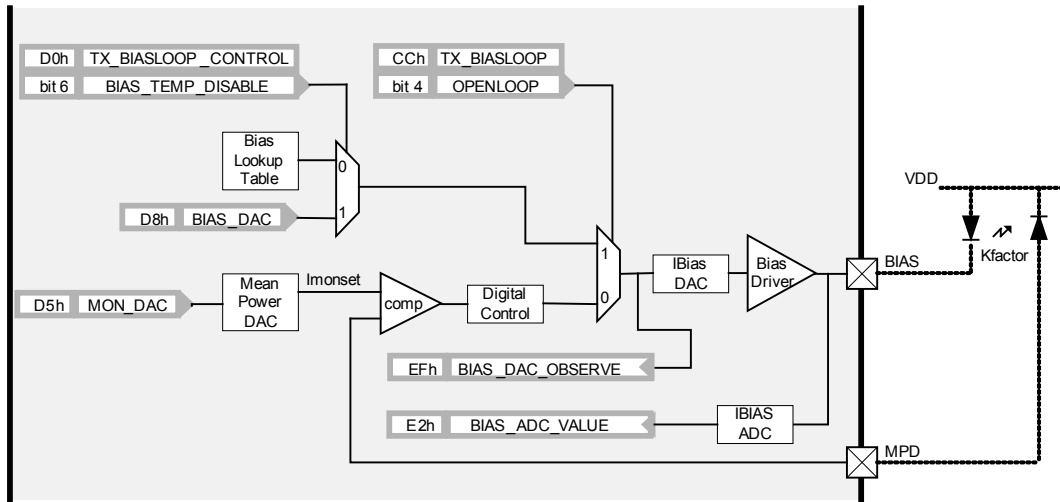 D0h TX_BIASLOOP_CONTROL
bit 6 BIAS_TEMP_DISABLE
CCh TX_BIASLOOP
bit 4 OPENLOOP
Bias
Lookup
Table
0
1
D8h BIAS_DAC
VDD
Kfactor
BIAS
1
0
IBias
DAC
Bias
Driver
D5h MON_DAC
Mean
Power
DAC
Imonset
comp
Digital
Control
EFh BIAS_DAC_OBSERVE
E2h BIAS_ADC_VALUE
IBIAS
ADC
MPD